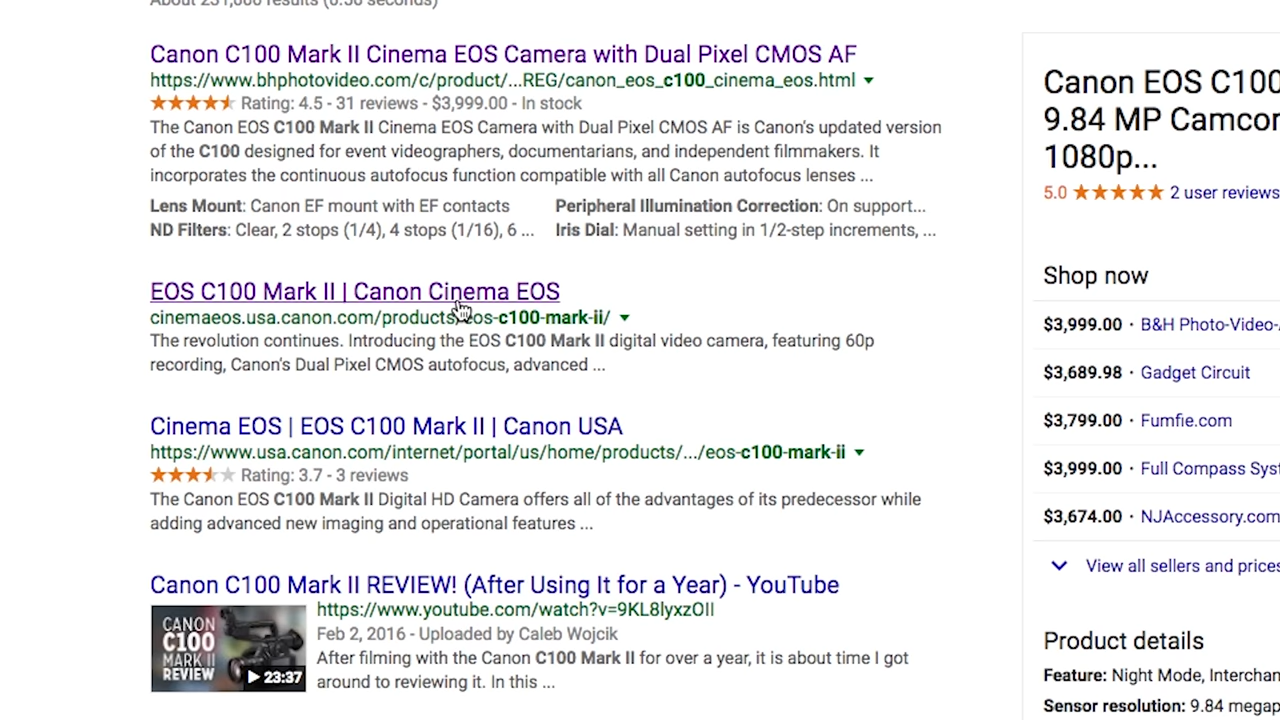 About 231,000 results (0.50 seconds)
Canon C100 Mark II Cinema EOS Camera with Dual Pixel CMOS AF
https://www.bhphotovideo.com/c/product/...REG/canon_eos_c100_cinema_eos.html
Rating: 4.5 - 31 reviews - $3,999.00 - In stock
The Canon EOS C100 Mark II Cinema EOS Camera with Dual Pixel CMOS AF is Canon's updated version
of the C100 designed for event videographers, documentarians, and independent filmmakers. It
incorporates the continuous autofocus function compatible with all Canon autofocus lenses ...
Lens Mount: Canon EF mount with EF contacts
Peripheral Illumination Correction: On support...
ND Filters: Clear, 2 stops (1/4), 4 stops (1/16), 6 ...
Iris Dial: Manual setting in 1/2-step increments, ...
EOS C100 Mark II | Canon Cinema EOS
cinemaeos.usa.canon.com/products/eos-c100-mark-ii/
The revolution continues. Introducing the EOS C100 Mark II digital video camera, featuring 60p
recording, Canon's Dual Pixel CMOS autofocus, advanced ...
Cinema EOS | EOS C100 Mark II | Canon USA
https://www.usa.canon.com/internet/portal/us/home/products/.../eos-c100-mark-ii
Rating: 3.7 - 3 reviews
The Canon EOS C100 Mark II Digital HD Camera offers all of the advantages of its predecessor while
adding advanced new imaging and operational features ...
Canon C100 Mark II REVIEW! (After Using It for a Year) - YouTube
CANON
C100
MARK II
REVIEW
23:37
https://www.youtube.com/watch?v=9KL8lyxzOII
Feb 2, 2016 - Uploaded by Caleb Wojcik
After filming with the Canon C100 Mark II for over a year, it is about time I got
around to reviewing it. In this ...
Canon EOS C100
9.84 MP Camcor
1080p...
5.0 2 user reviews
Shop now
$3,999.00 · B&H Photo-Video-
$3,689.98 · Gadget Circuit
$3,799.00 · Fumfie.com
$3,999.00 · Full Compass Sys
$3,674.00 · NJAccessory.com
View all sellers and prices
Product details
Feature: Night Mode, Interchan
Sensor resolution: 9.84 megap